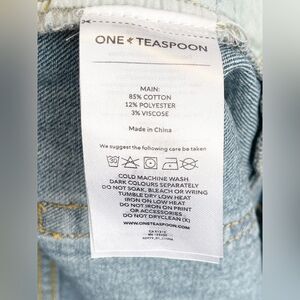 ONE TEASPOON
MAIN:
85% COTTON
12% POLYESTER
3% VISCOSE
Made in China
We suggest the following care be taken
30
COLD MACHINE WASH
DARK COLOURS SEPARATELY
DO NOT SOAK, BLEACH OR WRING
TUMBLE DRY LOW HEAT
IRON ON LOW HEAT
DO NOT IRON ON PRINT
OR ACCESSORIES
DO NOT DRYCLEAN (X)
WWW.ONETEASPOON.COM